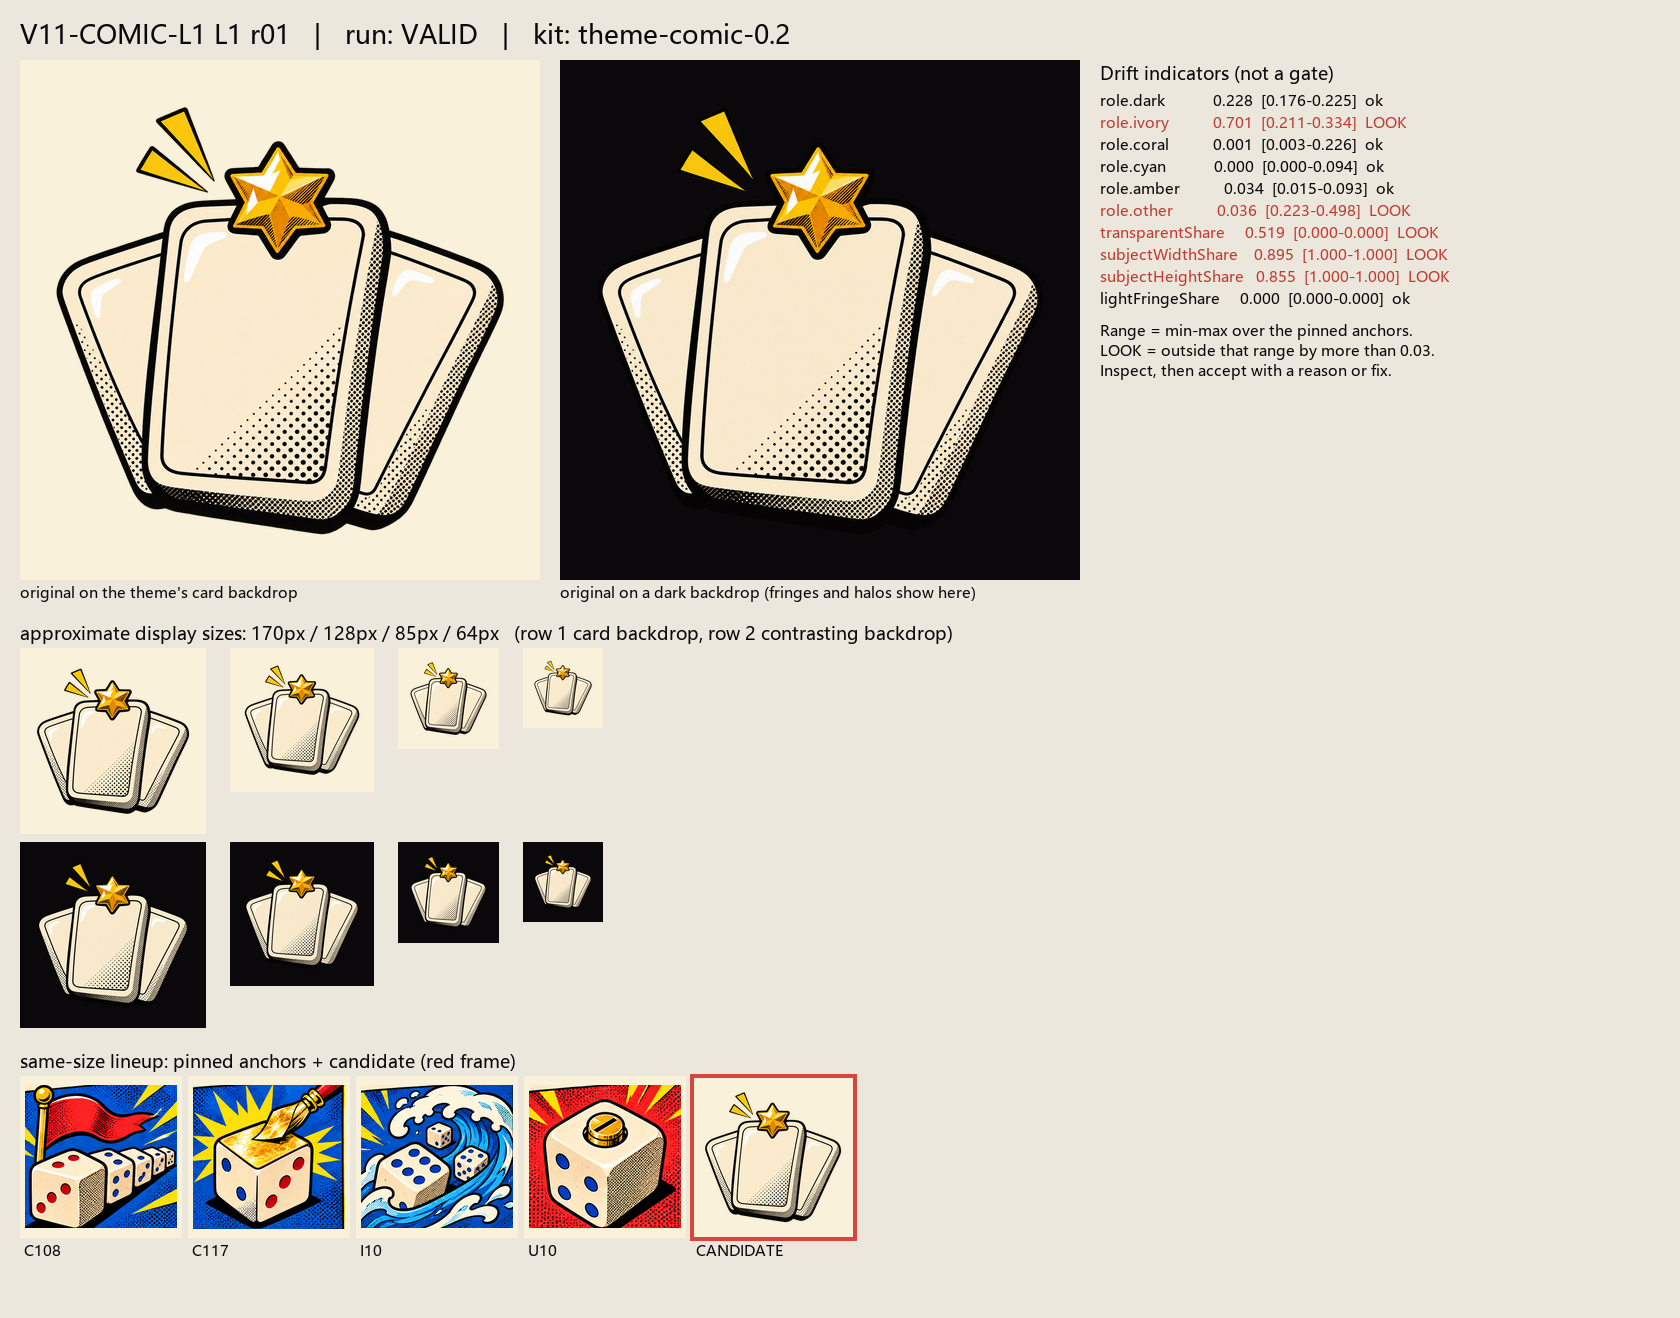 V11-COMIC-L1 L1 r01 | run: VALID | kit: theme-comic-0.2
Drift indicators (not a gate)
role.dark 0.228 [0.176-0.225] ok
role.ivory 0.701 [0.211-0.334] LOOK
role.coral 0.001 [0.003-0.226] ok
role.cyan 0.000 [0.000-0.094] ok
role.amber 0.034 [0.015-0.093] ok
role.other 0.036 [0.223-0.498] LOOK
transparentShare 0.519 [0.000-0.000] LOOK
subjectWidthShare 0.895 [1.000-1.000] LOOK
subjectHeightShare 0.855 [1.000-1.000] LOOK
lightFringeShare 0.000 [0.000-0.000] ok
Range = min-max over the pinned anchors.
LOOK = outside that range by more than 0.03.
Inspect, then accept with a reason or fix.
original on the theme's card backdrop
original on a dark backdrop (fringes and halos show here)
approximate display sizes: 170px / 128px / 85px / 64px (row 1 card backdrop, row 2 contrasting backdrop)
same-size lineup: pinned anchors + candidate (red frame)
C108
C117
I10
U10
CANDIDATE